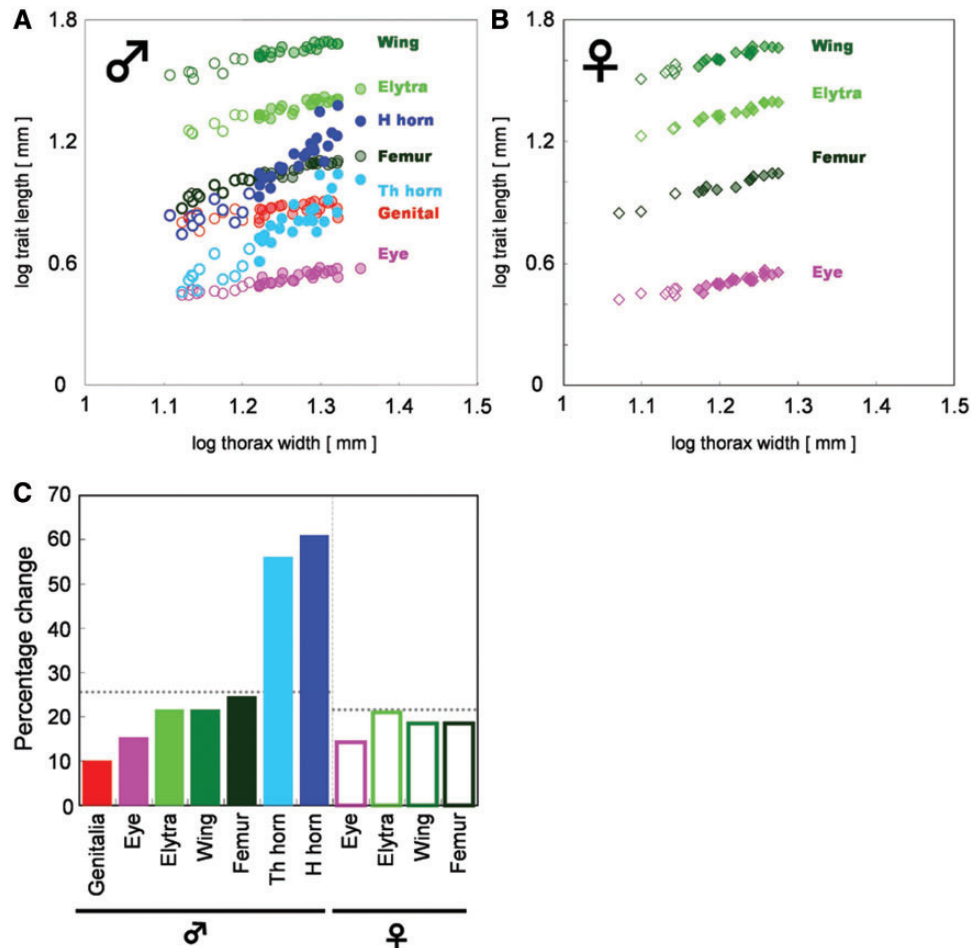 A
1.8
♂
Wing
Elytra
H horn
Femur
Th horn
Genital
Eye
log trait length [ mm ]
1.2
0.6
0
1 1.1 1.2 1.3 1.4 1.5
log thorax width [ mm ]
B
1.8
♀
Wing
Elytra
Femur
Eye
log trait length [ mm ]
1.2
0.6
0
1 1.1 1.2 1.3 1.4 1.5
log thorax width [ mm ]
C
Percentage change
70
60
50
40
30
20
10
0
Genitalia
Eye
Elytra
Wing
Femur
Th horn
H horn
Eye
Elytra
Wing
Femur
♂ ♀